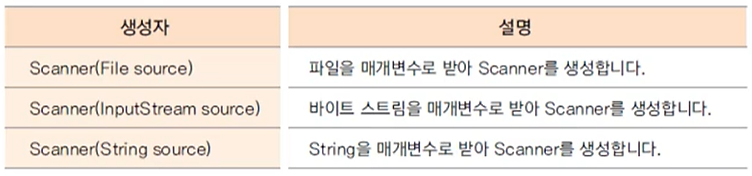 생성자 설명
Scanner(File source) 파일을 매개변수로 받아 Scanner를 생성합니다.
Scanner(InputStream source) 바이트 스트림을 매개변수로 받아 Scanner를 생성합니다.
Scanner(String source) String을 매개변수로 받아 Scanner를 생성합니다.